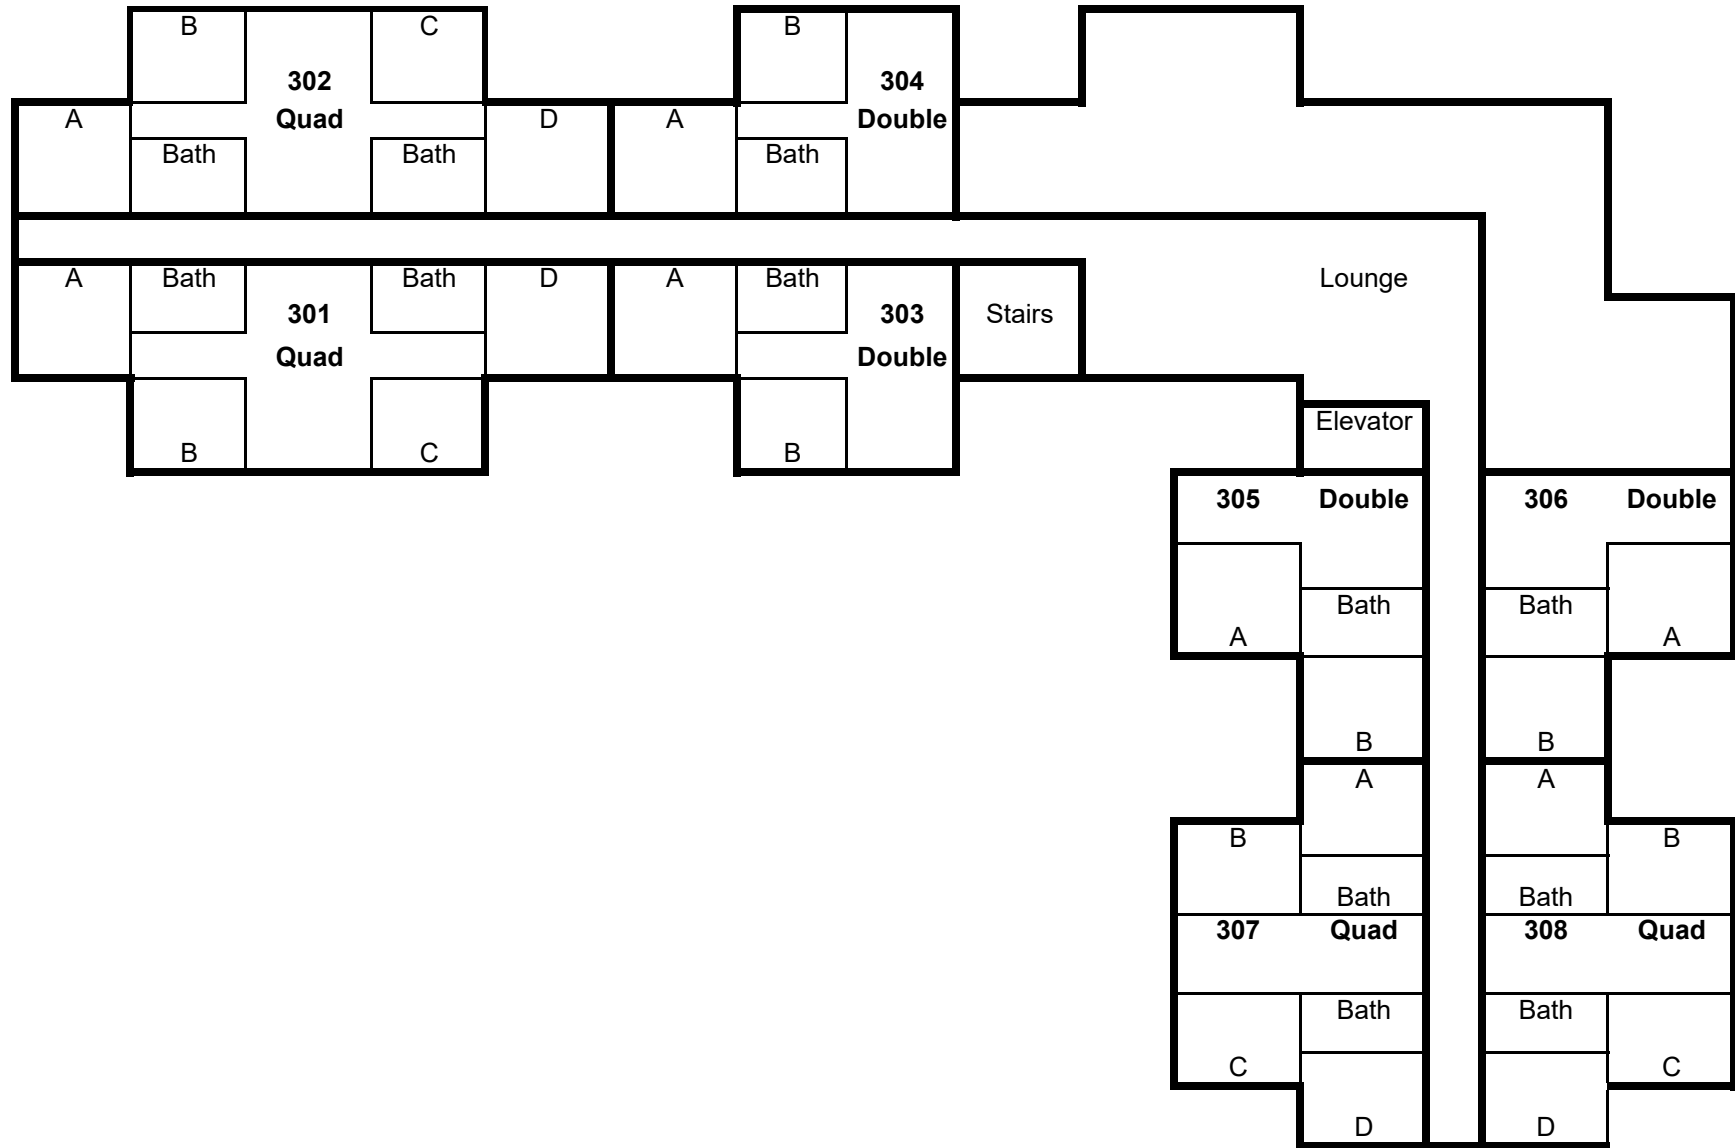 B C B
302 304
A Quad D A Double
Bath Bath Bath
A Bath Bath D A Bath Lounge
301 303 Stairs
Quad Double
Elevator
B C B
305 Double 306 Double
Bath Bath
A A
B B
A A
B B
Bath Bath
307 Quad 308 Quad
Bath Bath
C C
D D